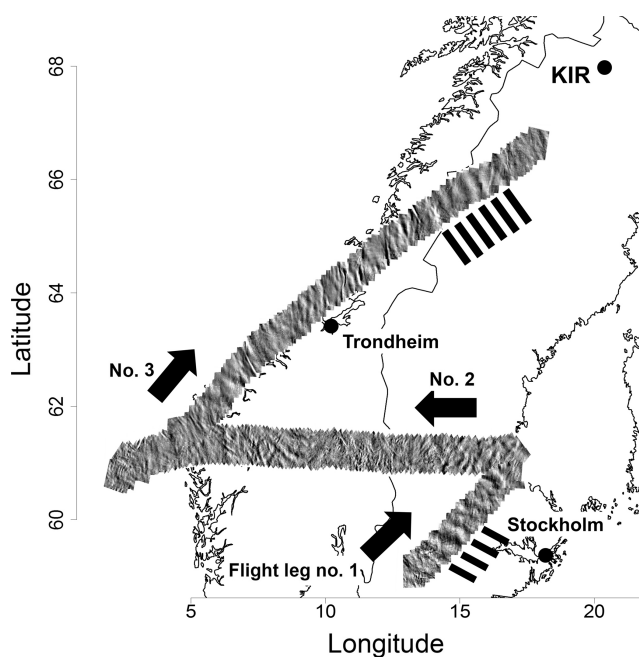 68
KIR
66
Latitude
64
Trondheim
No. 3
No. 2
62
60
Stockholm
Flight leg no. 1
5
10
15
20
Longitude